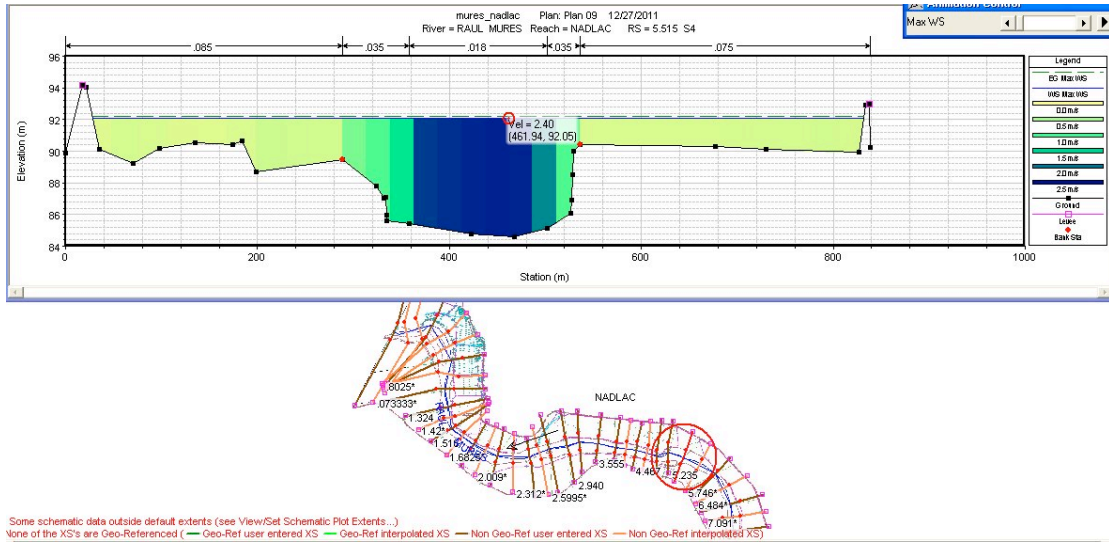 Animation Control
Max WS
mures_nadlac Plan: Plan 09 12/27/2011
River = RAUL MURES Reach = NADLAC RS = 5.515 S4
.085 .035 .018 .035 .075
96
94
92
90
88
86
84
Elevation (m)
0 200 400 600 800 1000
Station (m)
Vel = 2.40
(461.94, 92.05)
Legend
EG Max WS
WS Max WS
0.0 m/s
0.5 m/s
1.0 m/s
1.5 m/s
2.0 m/s
2.5 m/s
Ground
Levee
Bank Sta
NADLAC
.8025*
.073333*
1.324
1.42*
1.516
2.009*
2.312*
2.5995*
2.940
3.555
4.467
5.235
5.746*
6.484*
7.091*
Some schematic data outside default extents (see View/Set Schematic Plot Extents...)
None of the XS's are Geo-Referenced ( Geo-Ref user entered XS Geo-Ref interpolated XS Non Geo-Ref user entered XS Non Geo-Ref interpolated XS)